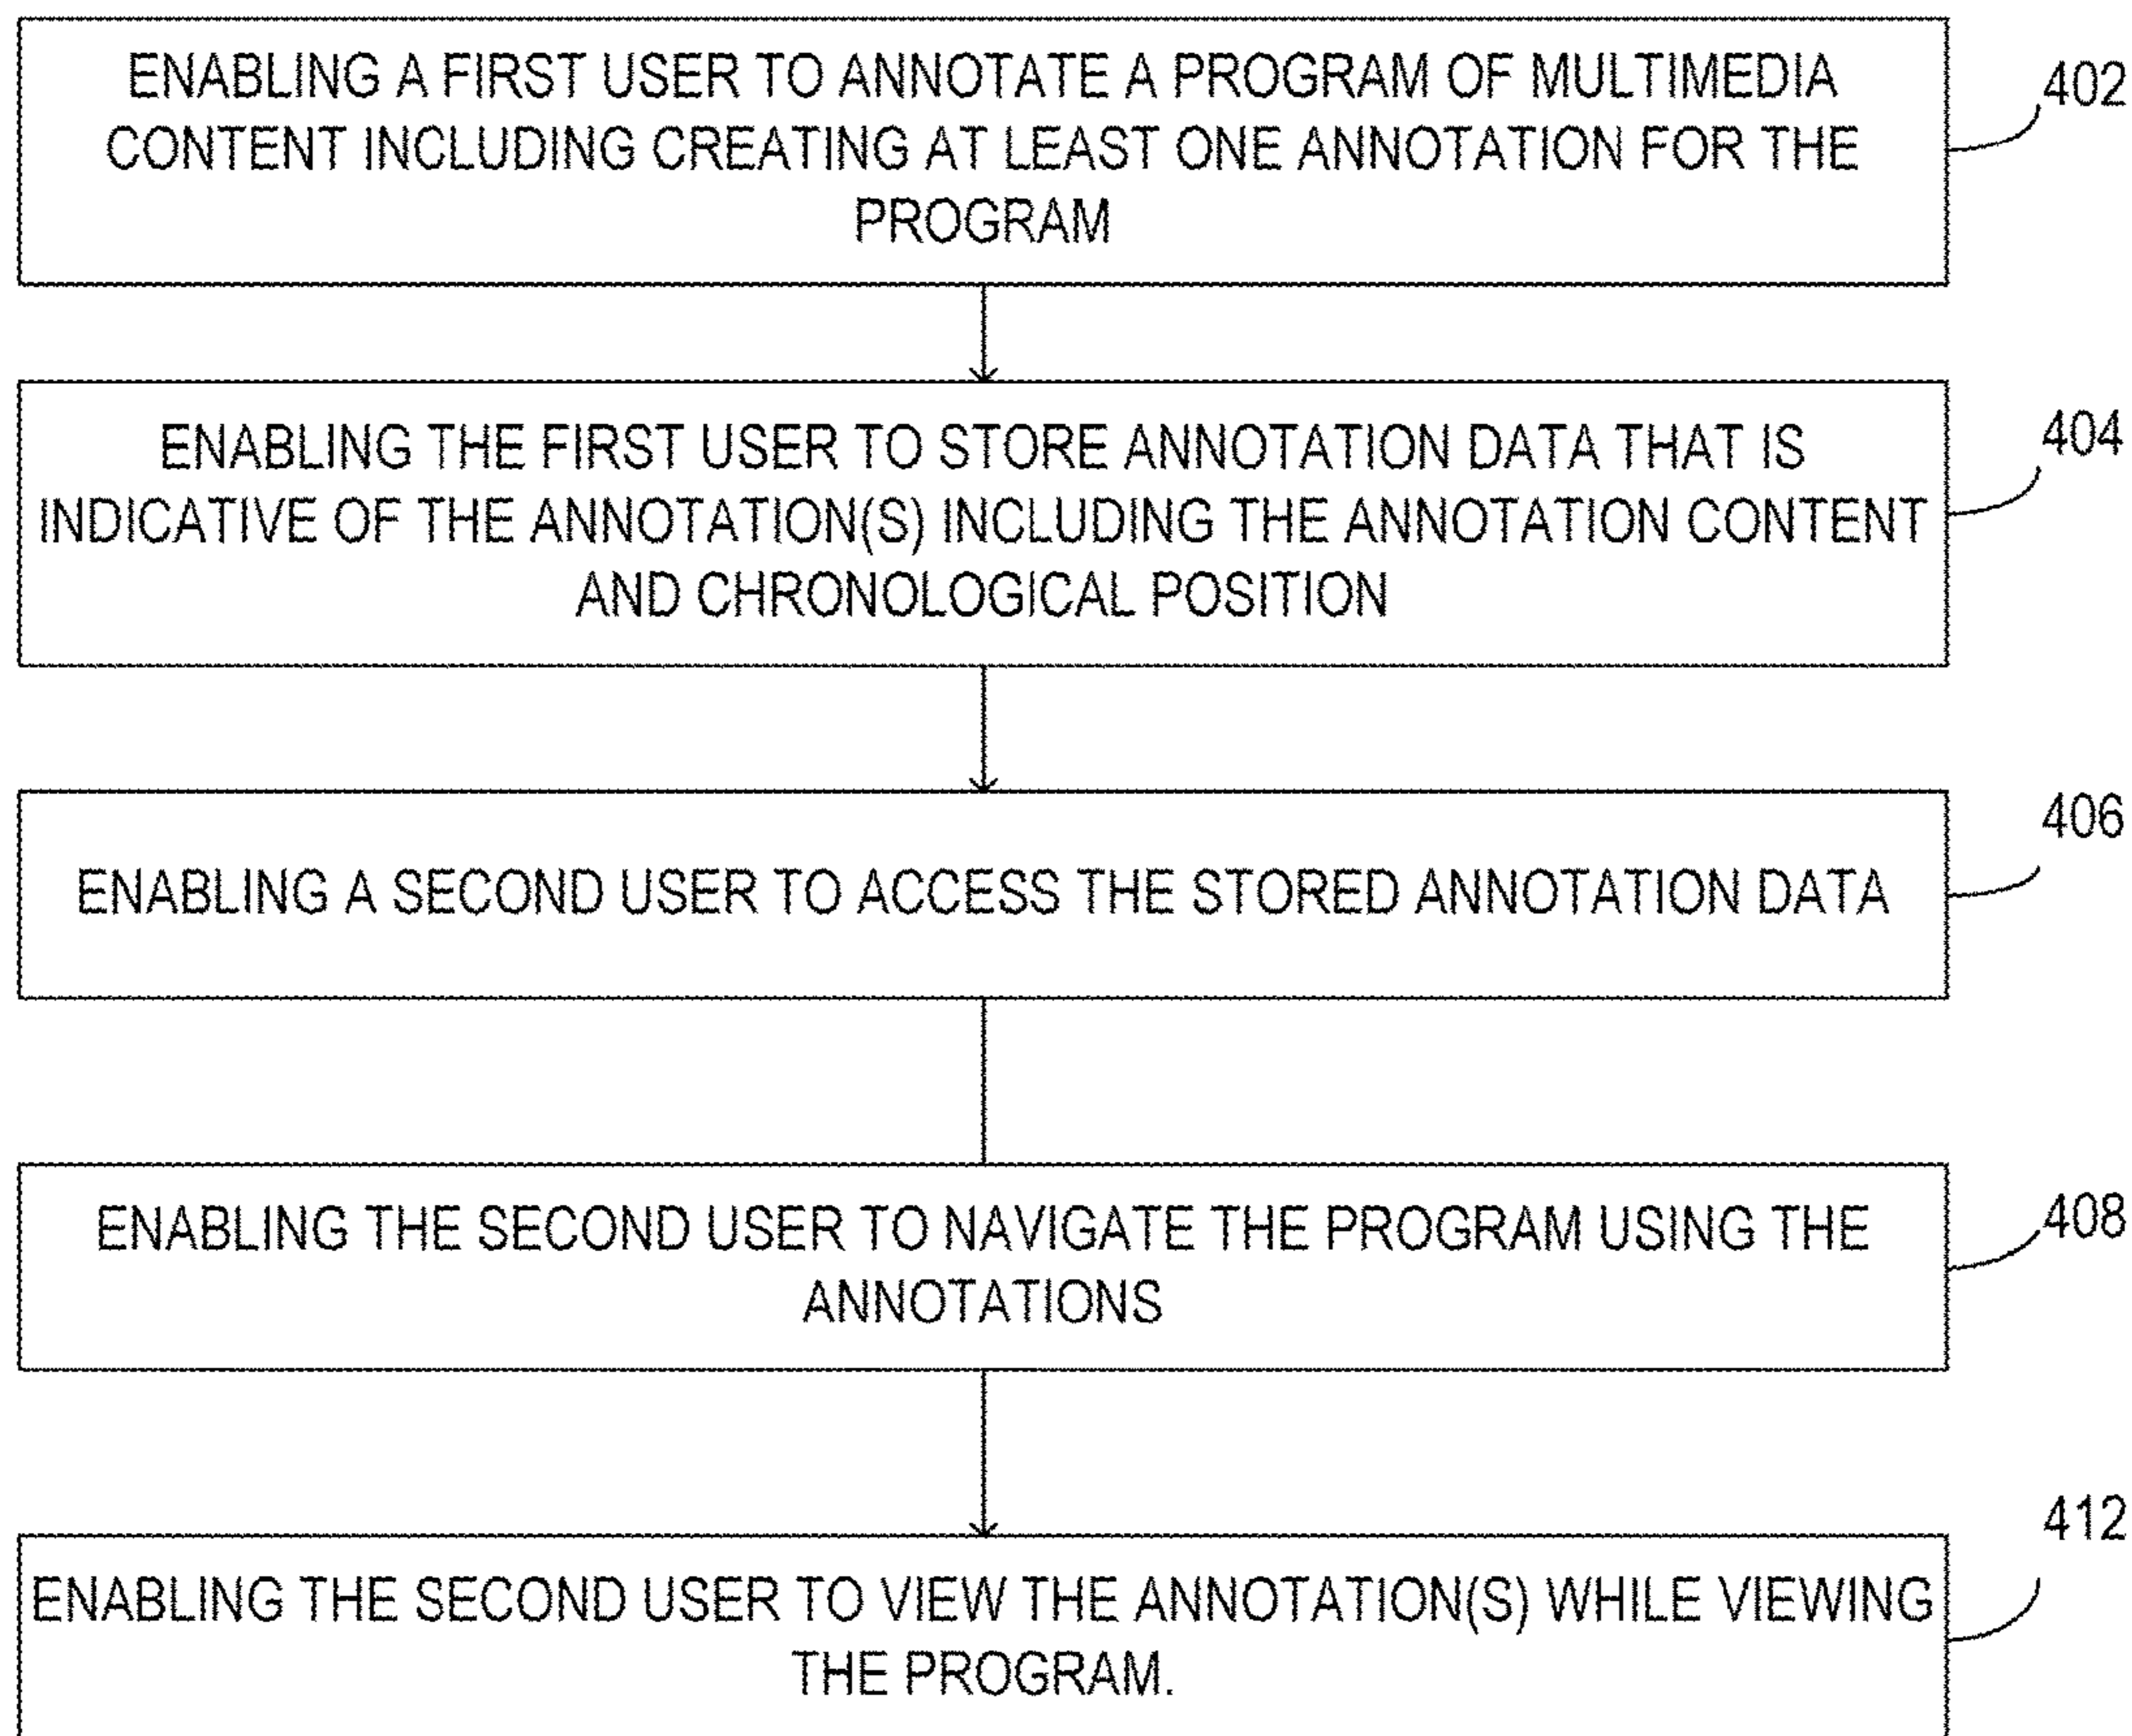 ENABLING A FIRST USER TO ANNOTATE A PROGRAM OF MULTIMEDIA
CONTENT INCLUDING CREATING AT LEAST ONE ANNOTATION FOR THE
PROGRAM
402
ENABLING THE FIRST USER TO STORE ANNOTATION DATA THAT IS
INDICATIVE OF THE ANNOTATION(S) INCLUDING THE ANNOTATION CONTENT
AND CHRONOLOGICAL POSITION
404
ENABLING A SECOND USER TO ACCESS THE STORED ANNOTATION DATA
406
ENABLING THE SECOND USER TO NAVIGATE THE PROGRAM USING THE
ANNOTATIONS
408
ENABLING THE SECOND USER TO VIEW THE ANNOTATION(S) WHILE VIEWING
THE PROGRAM.
412